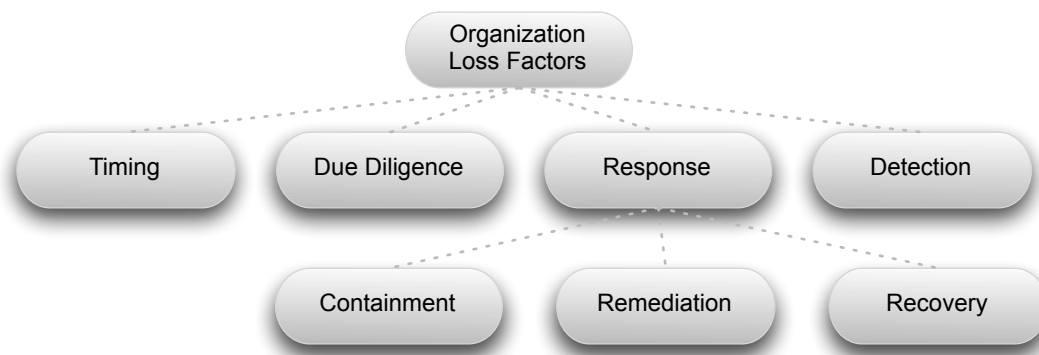 Organization
Loss Factors
Timing
Due Diligence
Response
Detection
Containment
Remediation
Recovery